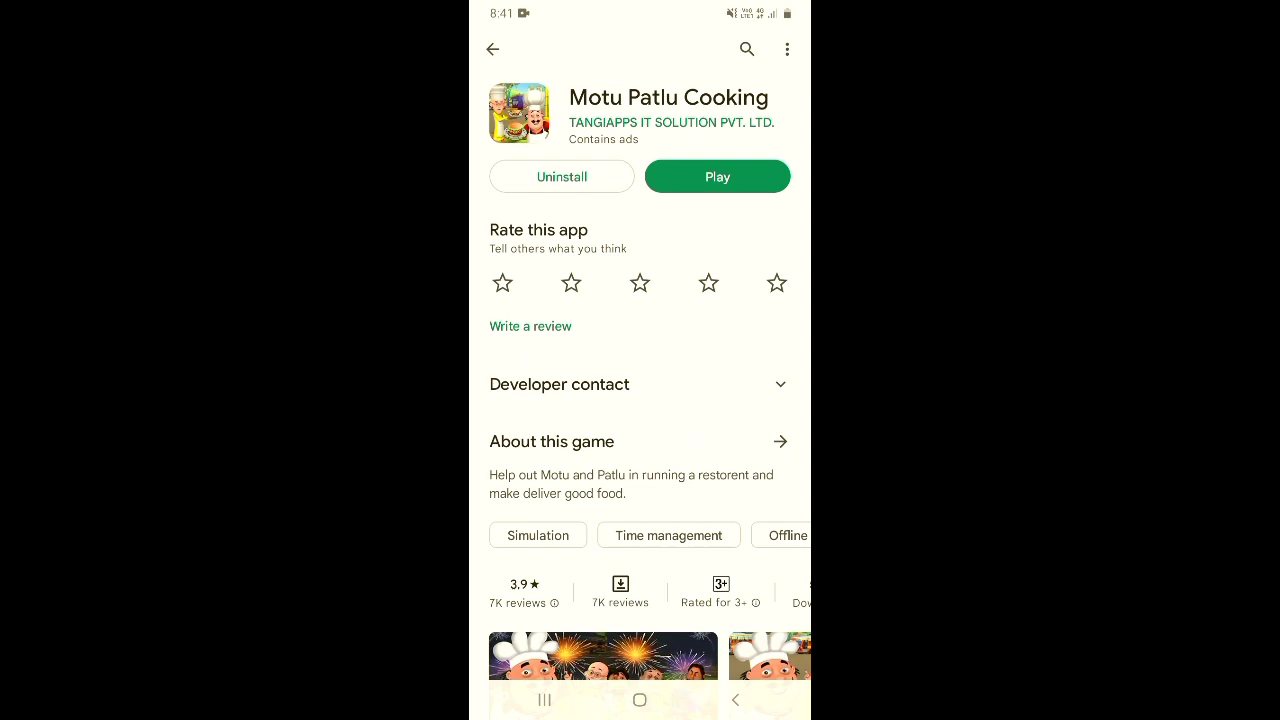 8:41
Motu Patlu Cooking
TANGIAPPS IT SOLUTION PVT. LTD.
Contains ads
Uninstall
Play
Rate this app
Tell others what you think
Write a review
Developer contact
About this game
Help out Motu and Patlu in running a restorent and
make deliver good food.
Simulation
Time management
Offline
3.9★
7K reviews
7K reviews
3+
Rated for 3+